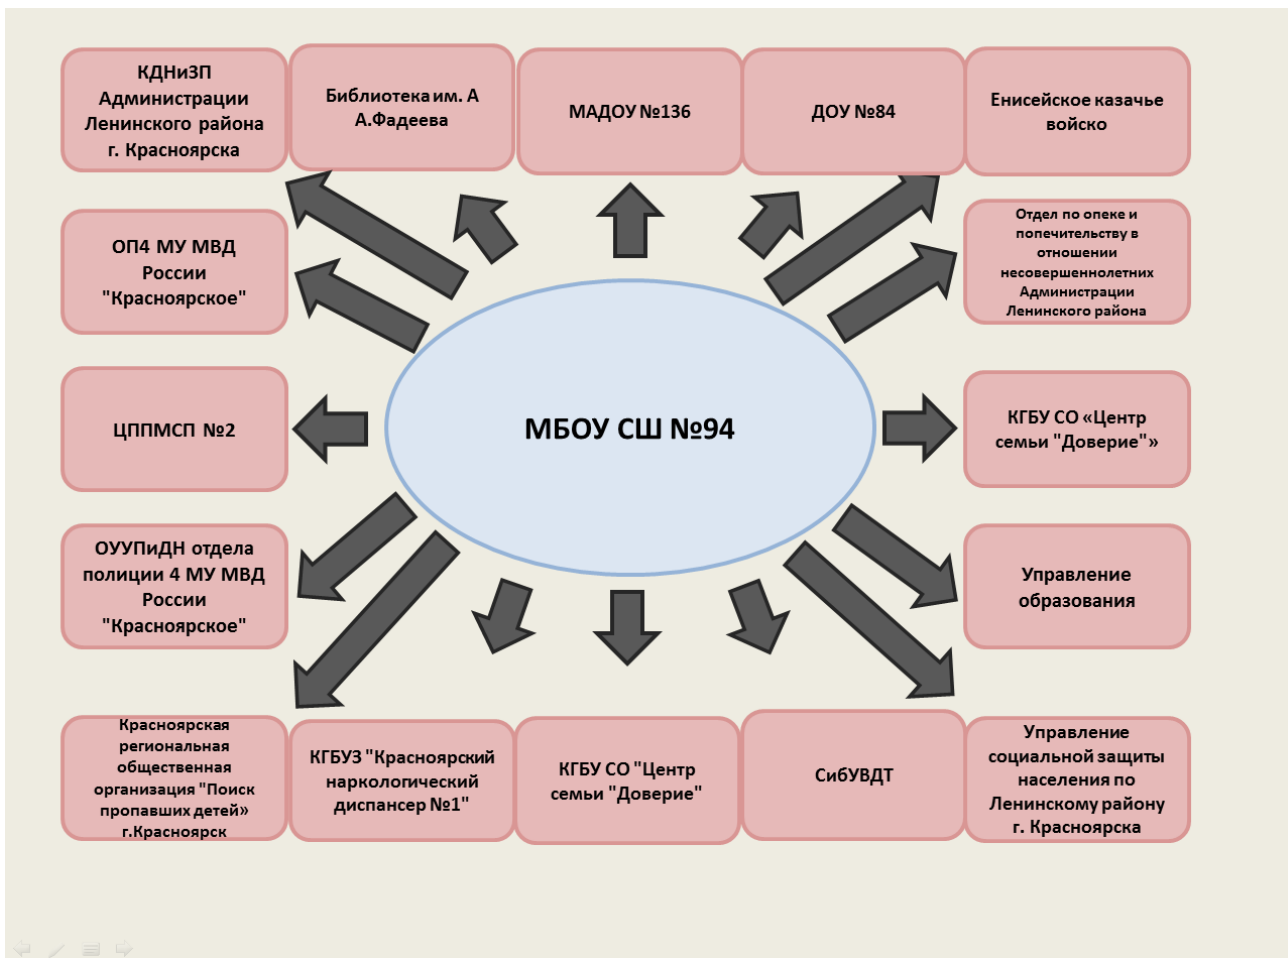 КДНиЗП
Администрации
Ленинского района
г. Красноярска
Библиотека им. А
А.Фадеева
МАДОУ №136
ДОУ №84
Енисейское казачье
войско
ОП4 МУ МВД
России
"Красноярское"
Отдел по опеке и
попечительству в
отношении
несовершеннолетних
Администрации
Ленинского района
ЦППМСП №2
МБОУ СШ №94
КГБУ СО «Центр
семьи "Доверие"»
ОУУПиДН отдела
полиции 4 МУ МВД
России
"Красноярское"
Управление
образования
Красноярская
региональная
общественная
организация "Поиск
пропавших детей»
г.Красноярск
КГБУЗ "Красноярский
наркологический
диспансер №1"
КГБУ СО "Центр
семьи "Доверие"
СибУВДТ
Управление
социальной защиты
населения по
Ленинскому району
г. Красноярска